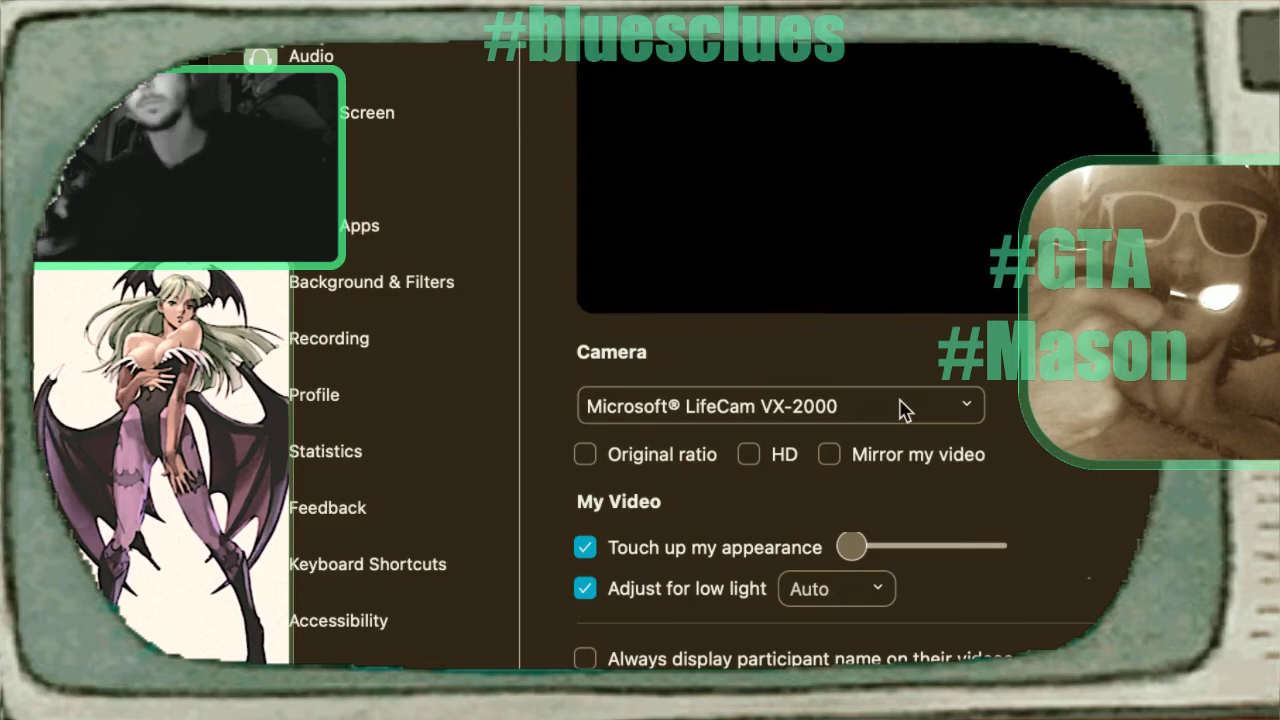 #bluesclues
Audio
Screen
Apps
Background & Filters
Recording
Profile
Statistics
Feedback
Keyboard Shortcuts
Accessibility
Camera
Microsoft® LifeCam VX-2000
Original ratio
HD
Mirror my video
My Video
Touch up my appearance
Adjust for low light
Auto
Always display participant name on their video
#GTA
#Mason